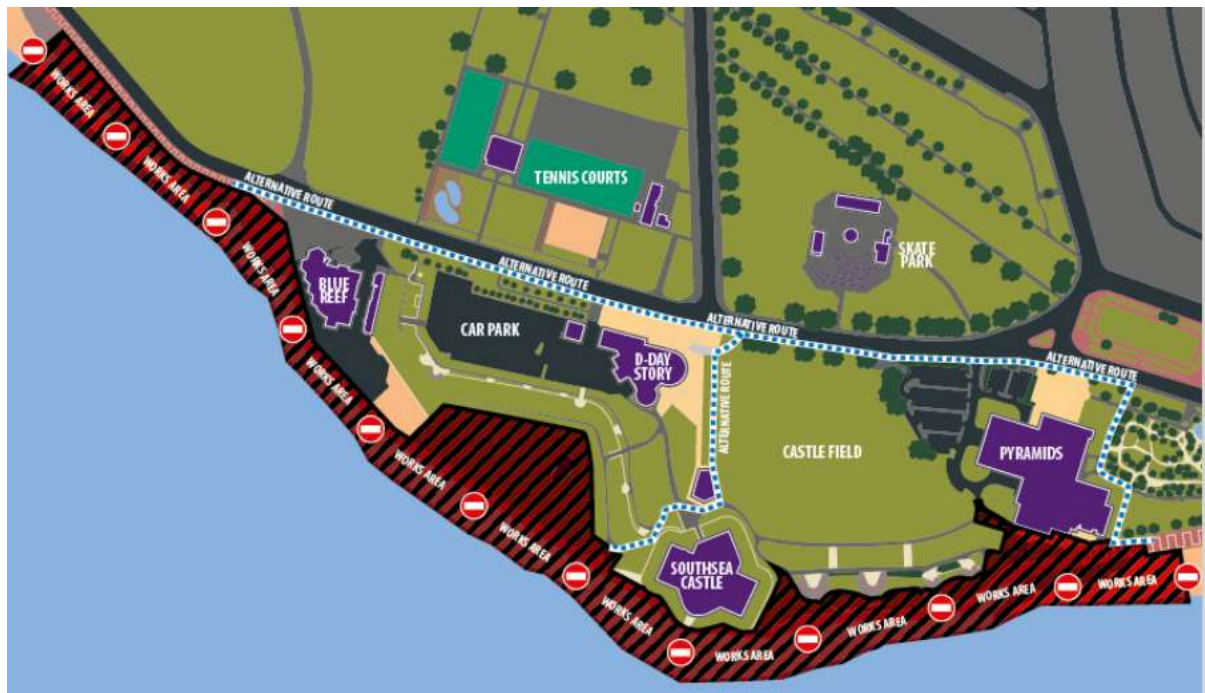 WORKS AREA
WORKS AREA
WORKS AREA
WORKS AREA
WORKS AREA
WORKS AREA
WORKS AREA
WORKS AREA
WORKS AREA
WORKS AREA
WORKS AREA
ALTERNATIVE ROUTE
ALTERNATIVE ROUTE
ALTERNATIVE ROUTE
ALTERNATIVE ROUTE
ALTERNATIVE ROUTE
TENNIS COURTS
SKATE
PARK
BLUE
REEF
CAR PARK
D-DAY
STORY
CASTLE FIELD
PYRAMIDS
SOUTHSEA
CASTLE